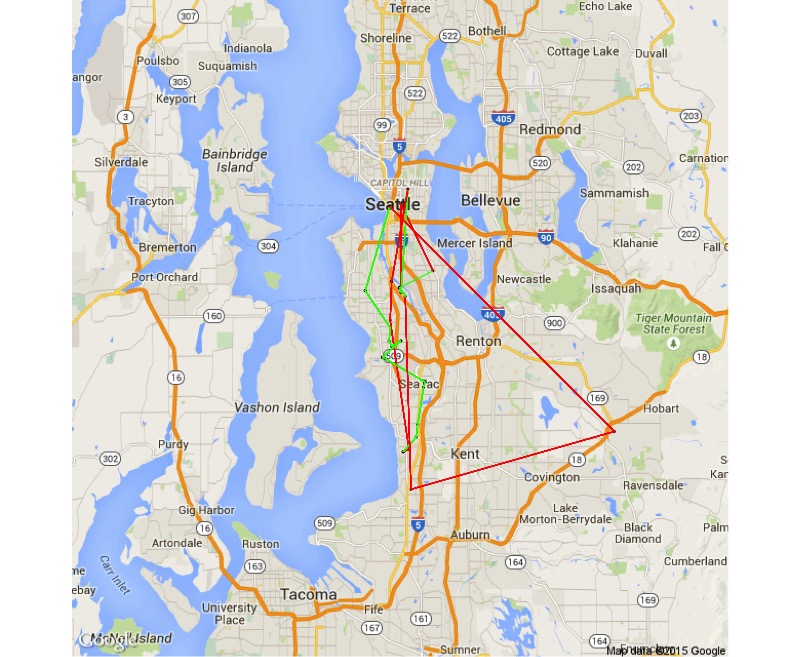 Terrace
Echo Lake
307
Shoreline
522
Bothell
Indianola
Cottage Lake
Duvall
Poulsbo
Suquamish
angor
305
Keyport
522
3
99
203
405
Redmond
5
Silverdale
Bainbridge
Island
520
202
Carnation
CAPITOL HILL
Sammamish
Tracyton
Seattle
Bellevue
202
304
Bremerton
5
Mercer Island
90
Klahanie
Fall C
Port Orchard
Newcastle
Issaquah
160
405
900
Tiger Mountain
State Forest
Renton
509
18
16
SeaTac
169
Hobart
Vashon Island
Purdy
302
Kent
18
Covington
Ravensdale
S
Kan
Gig Harbor
509
5
Lake
Morton-Berrydale
16
Artondale
Ruston
Auburn
Black
Diamond
Palm
Carr Inlet
163
164
Cumberland
me
ebay
University
Place
Tacoma
Fife
169
161
167
164
McNeil Island
Google
Sumner
Map data ©2015 Google